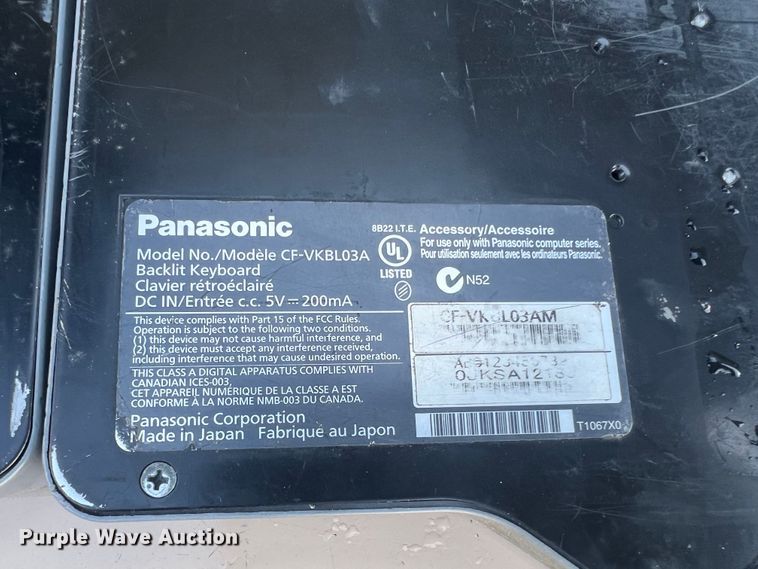 Panasonic
Model No./Modèle CF-VKBL03A
Backlit Keyboard
Clavier rétroéclairé
DC IN/Entrée c.c. 5V 200mA
8B22 I.T.E. Accessory/Accessoire
For use only with Panasonic computer series.
Pour utilisation seulement avec les ordinateurs Panasonic.
UL
LISTED
N52
This device complies with Part 15 of the FCC Rules.
Operation is subject to the following two conditions.
(1) this device may not cause harmful interference, and
(2) this device must accept any interference received,
including interference that may cause undesired operation.
THIS CLASS A DIGITAL APPARATUS COMPLIES WITH
CANADIAN ICES-003,
CET APPAREIL NUMÉRIQUE DE LA CLASSE A EST
CONFORME À LA NORME NMB-003 DU CANADA.
CF-VKBL03AM
Panasonic Corporation
Made in Japan Fabriqué au Japon
T1067X0
Purple Wave Auction